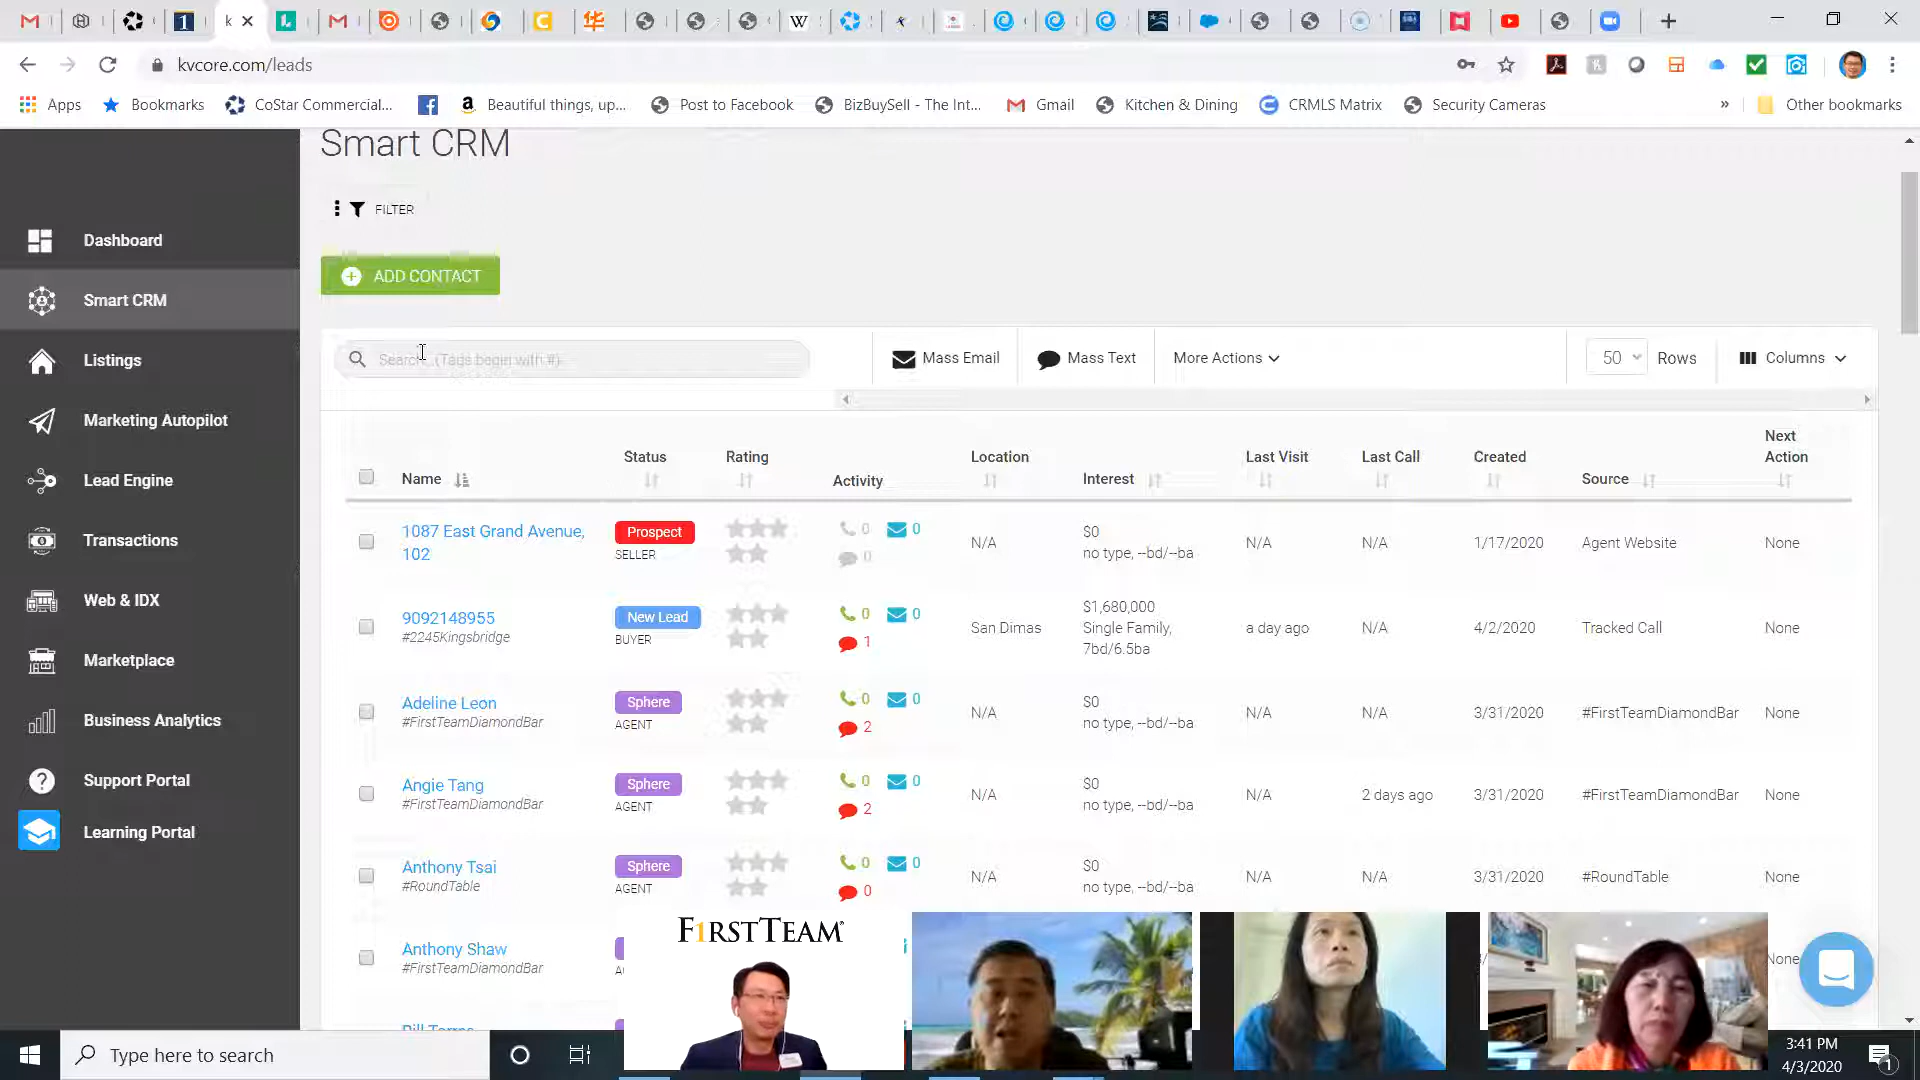 kvcore.com/leads
Apps
Bookmarks
CoStar Commercial...
Beautiful things, up...
Post to Facebook
BizBuySell - The Int...
Gmail
Kitchen & Dining
CRMLS Matrix
Security Cameras
»
Other bookmarks
Smart CRM
FILTER
ADD CONTACT
Dashboard
Smart CRM
Listings
Marketing Autopilot
Lead Engine
Transactions
Web & IDX
Marketplace
Business Analytics
Support Portal
Learning Portal
Search... (Tags begin with #)
Mass Email
Mass Text
More Actions
50
Rows
Columns
Name
Status
Rating
Activity
Location
Interest
Last Visit
Last Call
Created
Source
Next
Action
1087 East Grand Avenue,
102
Prospect
SELLER
0 0
0
N/A
$0
no type, --bd/--ba
N/A
N/A
1/17/2020
Agent Website
None
9092148955
#2245Kingsbridge
New Lead
BUYER
0 0
1
San Dimas
$1,680,000
Single Family,
7bd/6.5ba
a day ago
N/A
4/2/2020
Tracked Call
None
Adeline Leon
#FirstTeamDiamondBar
Sphere
AGENT
0 0
2
N/A
$0
no type, --bd/--ba
N/A
N/A
3/31/2020
#FirstTeamDiamondBar
None
Angie Tang
#FirstTeamDiamondBar
Sphere
AGENT
0 0
2
N/A
$0
no type, --bd/--ba
N/A
2 days ago
3/31/2020
#FirstTeamDiamondBar
None
Anthony Tsai
#RoundTable
Sphere
AGENT
0 0
0
N/A
$0
no type, --bd/--ba
N/A
N/A
3/31/2020
#RoundTable
None
Anthony Shaw
#FirstTeamDiamondBar
None
F1RSTTEAM®
Type here to search
3:41 PM
4/3/2020
1